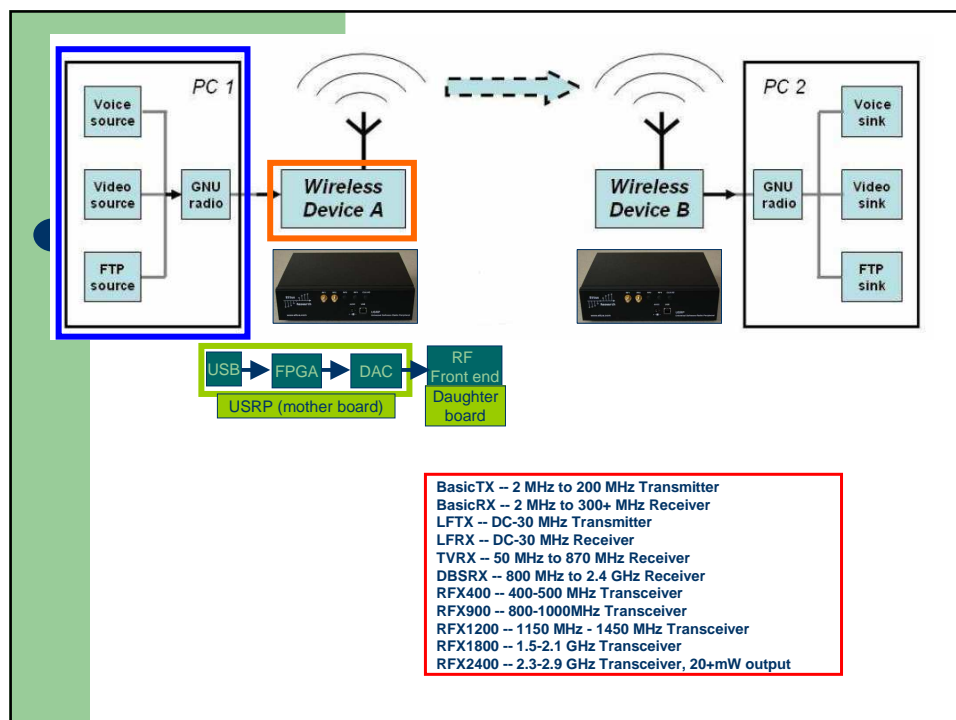 PC 1
Voice
source
Video
source
FTP
source
GNU
radio
Wireless
Device A
Wireless
Device B
PC 2
GNU
radio
Voice
sink
Video
sink
FTP
sink
USB
FPGA
DAC
RF
Front end
USRP (mother board)
Daughter
board
BasicTX -- 2 MHz to 200 MHz Transmitter
BasicRX -- 2 MHz to 300+ MHz Receiver
LFTX -- DC-30 MHz Transmitter
LFRX -- DC-30 MHz Receiver
TVRX -- 50 MHz to 870 MHz Receiver
DBSRX -- 800 MHz to 2.4 GHz Receiver
RFX400 -- 400-500 MHz Transceiver
RFX900 -- 800-1000MHz Transceiver
RFX1200 -- 1150 MHz - 1450 MHz Transceiver
RFX1800 -- 1.5-2.1 GHz Transceiver
RFX2400 -- 2.3-2.9 GHz Transceiver, 20+mW output